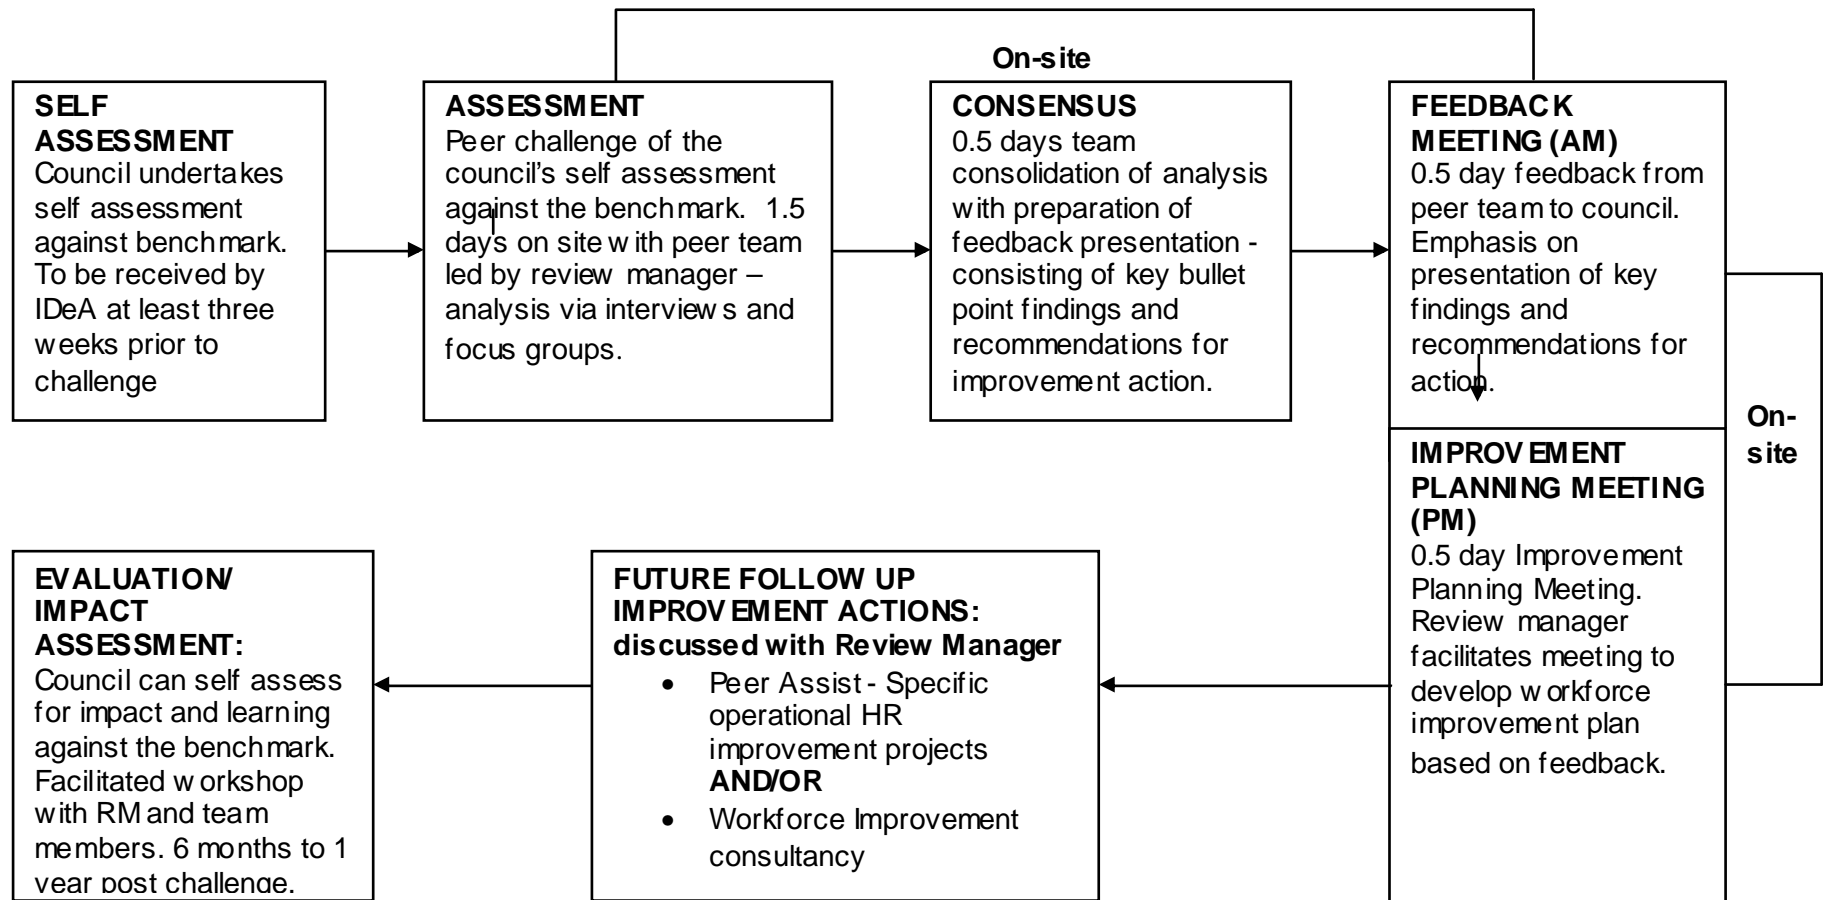 On-site
SELF
ASSESSMENT
Council undertakes
self assessment
against benchmark.
To be received by
IDeA at least three
weeks prior to
challenge
ASSESSMENT
Peer challenge of the
council’s self assessment
against the benchmark.  1.5
days on site with peer team
led by review manager –
analysis via interviews and
focus groups.
CONSENSUS
0.5 days team
consolidation of analysis
with preparation of
feedback presentation -
consisting of key bullet
point findings and
recommendations for
improvement action.
FEEDBACK
MEETING (AM)
0.5 day feedback from
peer team to council.
Emphasis on
presentation of key
findings and
recommendations for
action.
On-
site
IMPROVEMENT
PLANNING MEETING
(PM)
0.5 day Improvement
Planning Meeting.
Review manager
facilitates meeting to
develop workforce
improvement plan
based on feedback.
FUTURE FOLLOW UP
IMPROVEMENT ACTIONS:
discussed with Review Manager
• Peer Assist - Specific
operational HR
improvement projects
AND/OR
• Workforce Improvement
consultancy
EVALUATION/
IMPACT
ASSESSMENT:
Council can self assess
for impact and learning
against the benchmark.
Facilitated workshop
with RM and team
members. 6 months to 1
year post challenge.